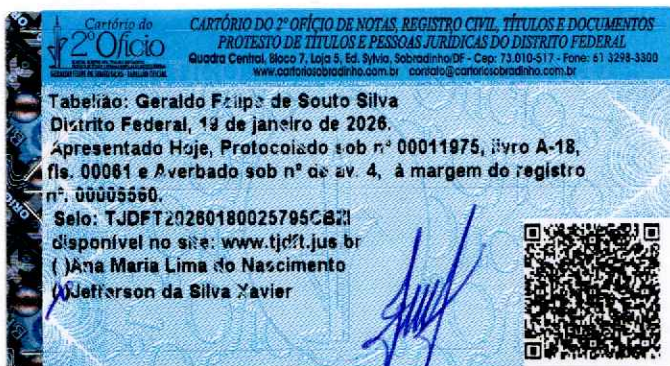 Cartório do
2º Ofício
CARTÓRIO DO 2º OFÍCIO DE NOTAS, REGISTRO CIVIL, TÍTULOS E DOCUMENTOS
PROTESTO DE TÍTULOS E PESSOAS JURÍDICAS DO DISTRITO FEDERAL
Quadra Central, Bloco 7, Loja 5, Ed. Sylvia, Sobradinho/DF - Cep: 73.010-517 - Fone: 61 3298-3300
www.cartoriosobradinho.com.br contato@cartoriosobradinho.com.br
Tabelião: Geraldo Felipe de Souto Silva
Distrito Federal, 19 de janeiro de 2026.
Apresentado Hoje, Protocolado sob nº 00011975, livro A-18,
fls. 00061 e Averbado sob nº de av. 4, à margem do registro
nº. 00005560.
Selo:
disponível no site: www.tjdft.jus.br
( )Ana Maria Lima do Nascimento
(X)Jefferson da Silva Xavier